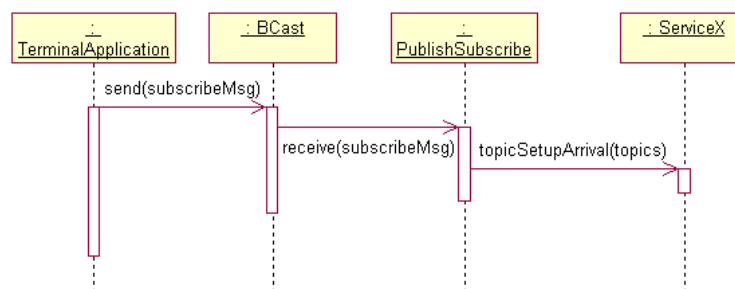 :
TerminalApplication
: BCast
:
PublishSubscribe
: ServiceX
send(subscribeMsg)
receive(subscribeMsg)
topicSetupArrival(topics)